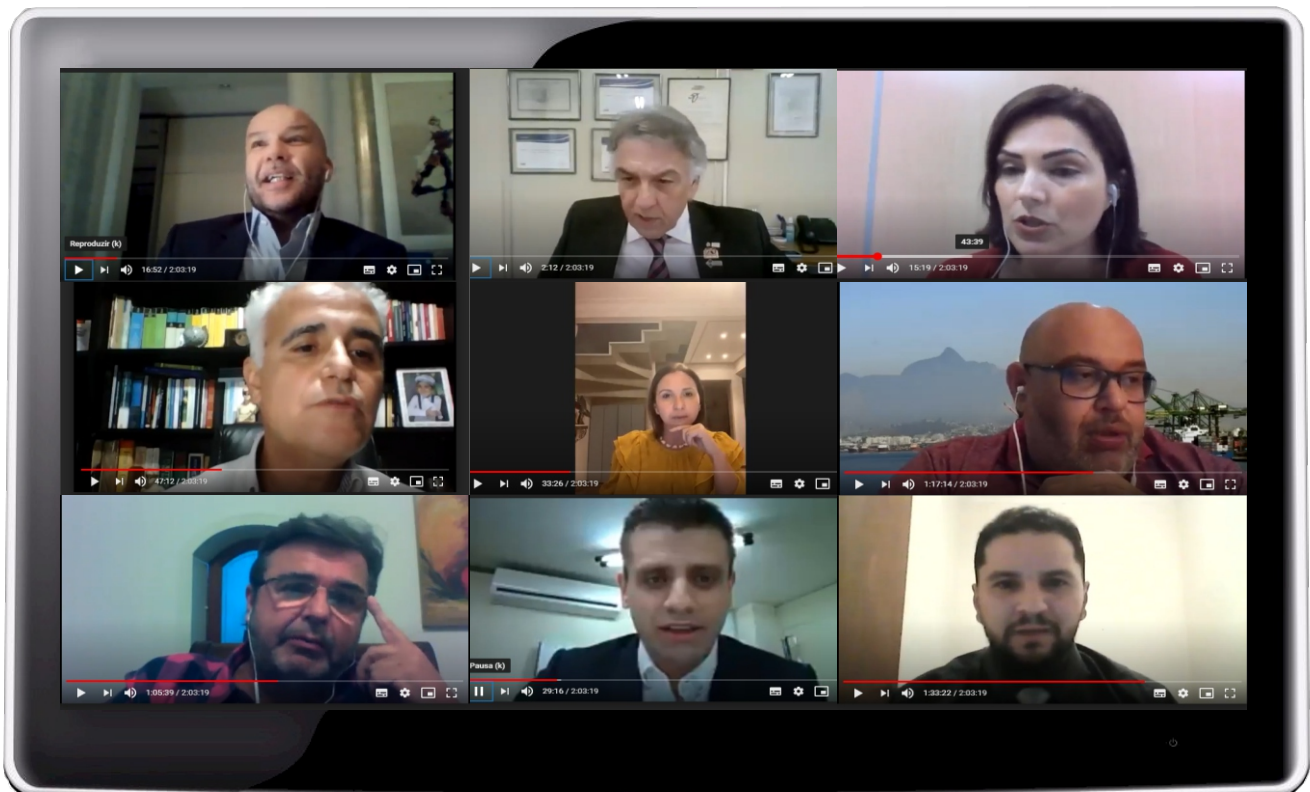 Reproduzir (k)
16:52 / 2:03:19
2:12 / 2:03:19
43:39
15:19 / 2:03:19
47:12 / 2:03:19
33:26 / 2:03:19
1:17:14 / 2:03:19
1:05:39 / 2:03:19
Pausa (k)
29:16 / 2:03:19
1:33:22 / 2:03:19